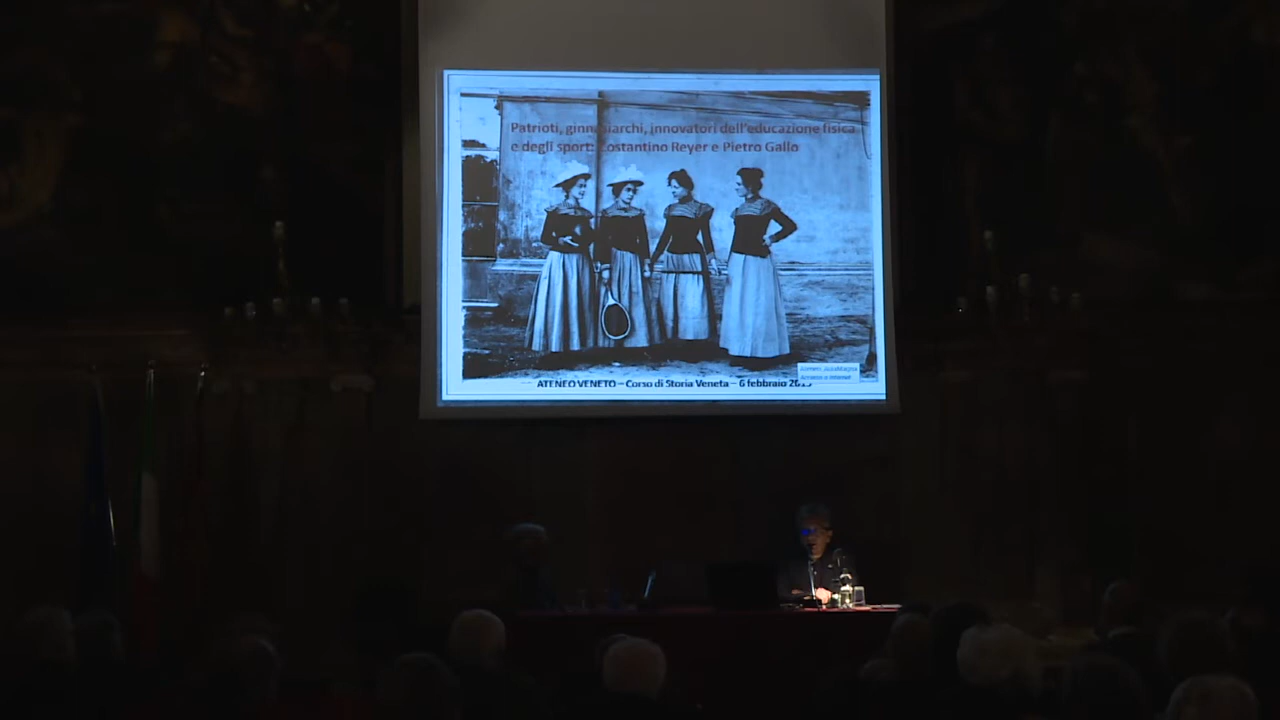 Patrioti, ginnasiarchi, innovatori dell'educazione fisica
e degli sport: Costantino Reyer e Pietro Gallo
ATENEO VENETO – Corso di Storia Veneta – 6 febbraio